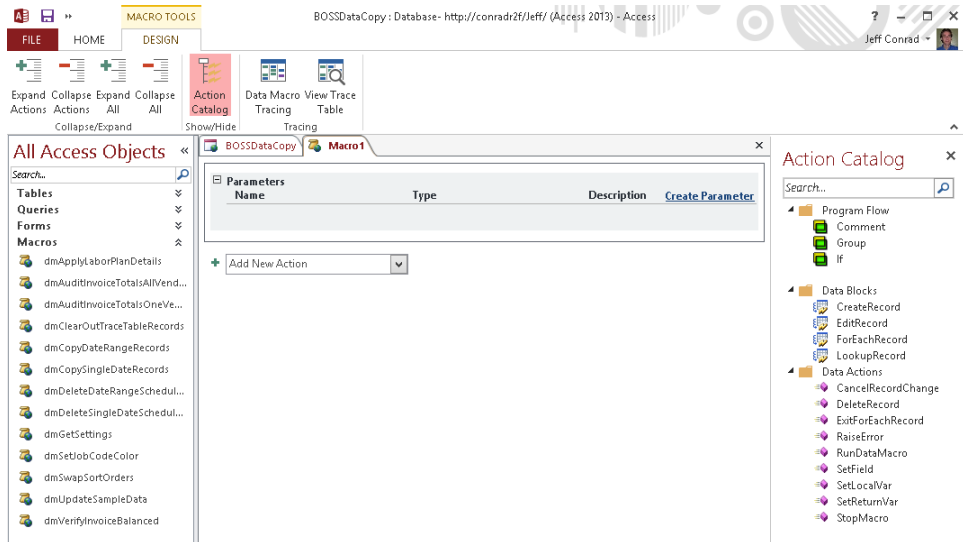 MACRO TOOLS
BOSSDataCopy : Database- http://conradr2f/Jeff/ (Access 2013) - Access
?
FILE HOME DESIGN
Jeff Conrad
Expand Actions
Collapse Actions
Expand All
Collapse All
Action Catalog
Data Macro Tracing
View Trace Table
Collapse/Expand
Show/Hide
Tracing
All Access Objects «
Search...
Tables
Queries
Forms
Macros
dmApplyLaborPlanDetails
dmAuditInvoiceTotalsAllVend...
dmAuditInvoiceTotalsOneVe...
dmClearOutTraceTableRecords
dmCopyDateRangeRecords
dmCopySingleDateRecords
dmDeleteDateRangeSchedul...
dmDeleteSingleDateSchedul...
dmGetSettings
dmSetJobCodeColor
dmSwapSortOrders
dmUpdateSampleData
dmVerifyInvoiceBalanced
BOSSDataCopy
Macro1
Parameters
Name Type Description Create Parameter
Add New Action
Action Catalog
Search...
Program Flow
Comment
Group
If
Data Blocks
CreateRecord
EditRecord
ForEachRecord
LookupRecord
Data Actions
CancelRecordChange
DeleteRecord
ExitForEachRecord
RaiseError
RunDataMacro
SetField
SetLocalVar
SetReturnVar
StopMacro